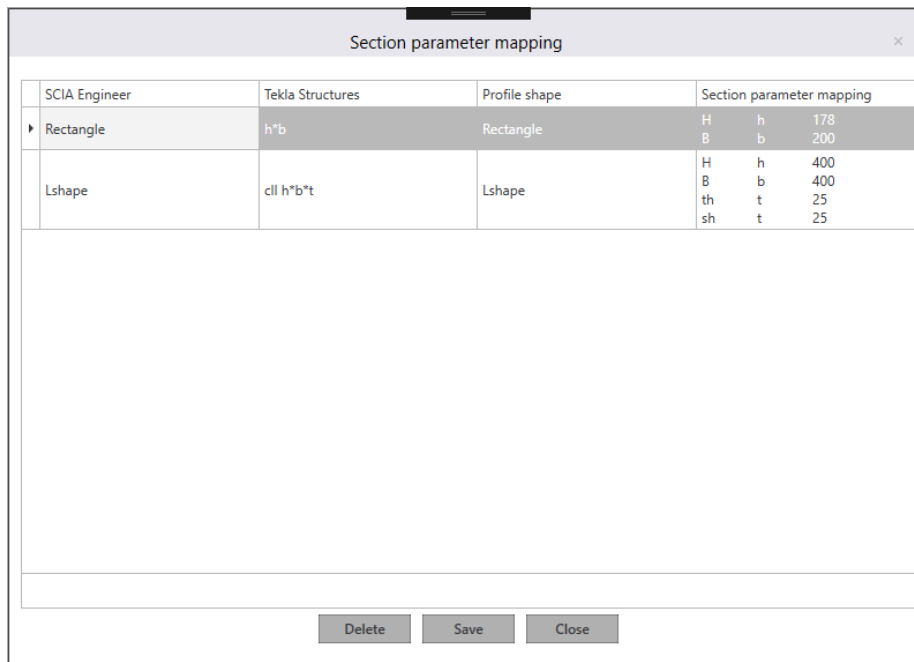 Section parameter mapping
SCIA Engineer Tekla Structures Profile shape Section parameter mapping
Rectangle h*b Rectangle H h 178
B b 200
Lshape cll h*b*t Lshape H h 400
B b 400
th t 25
sh t 25
Delete Save Close